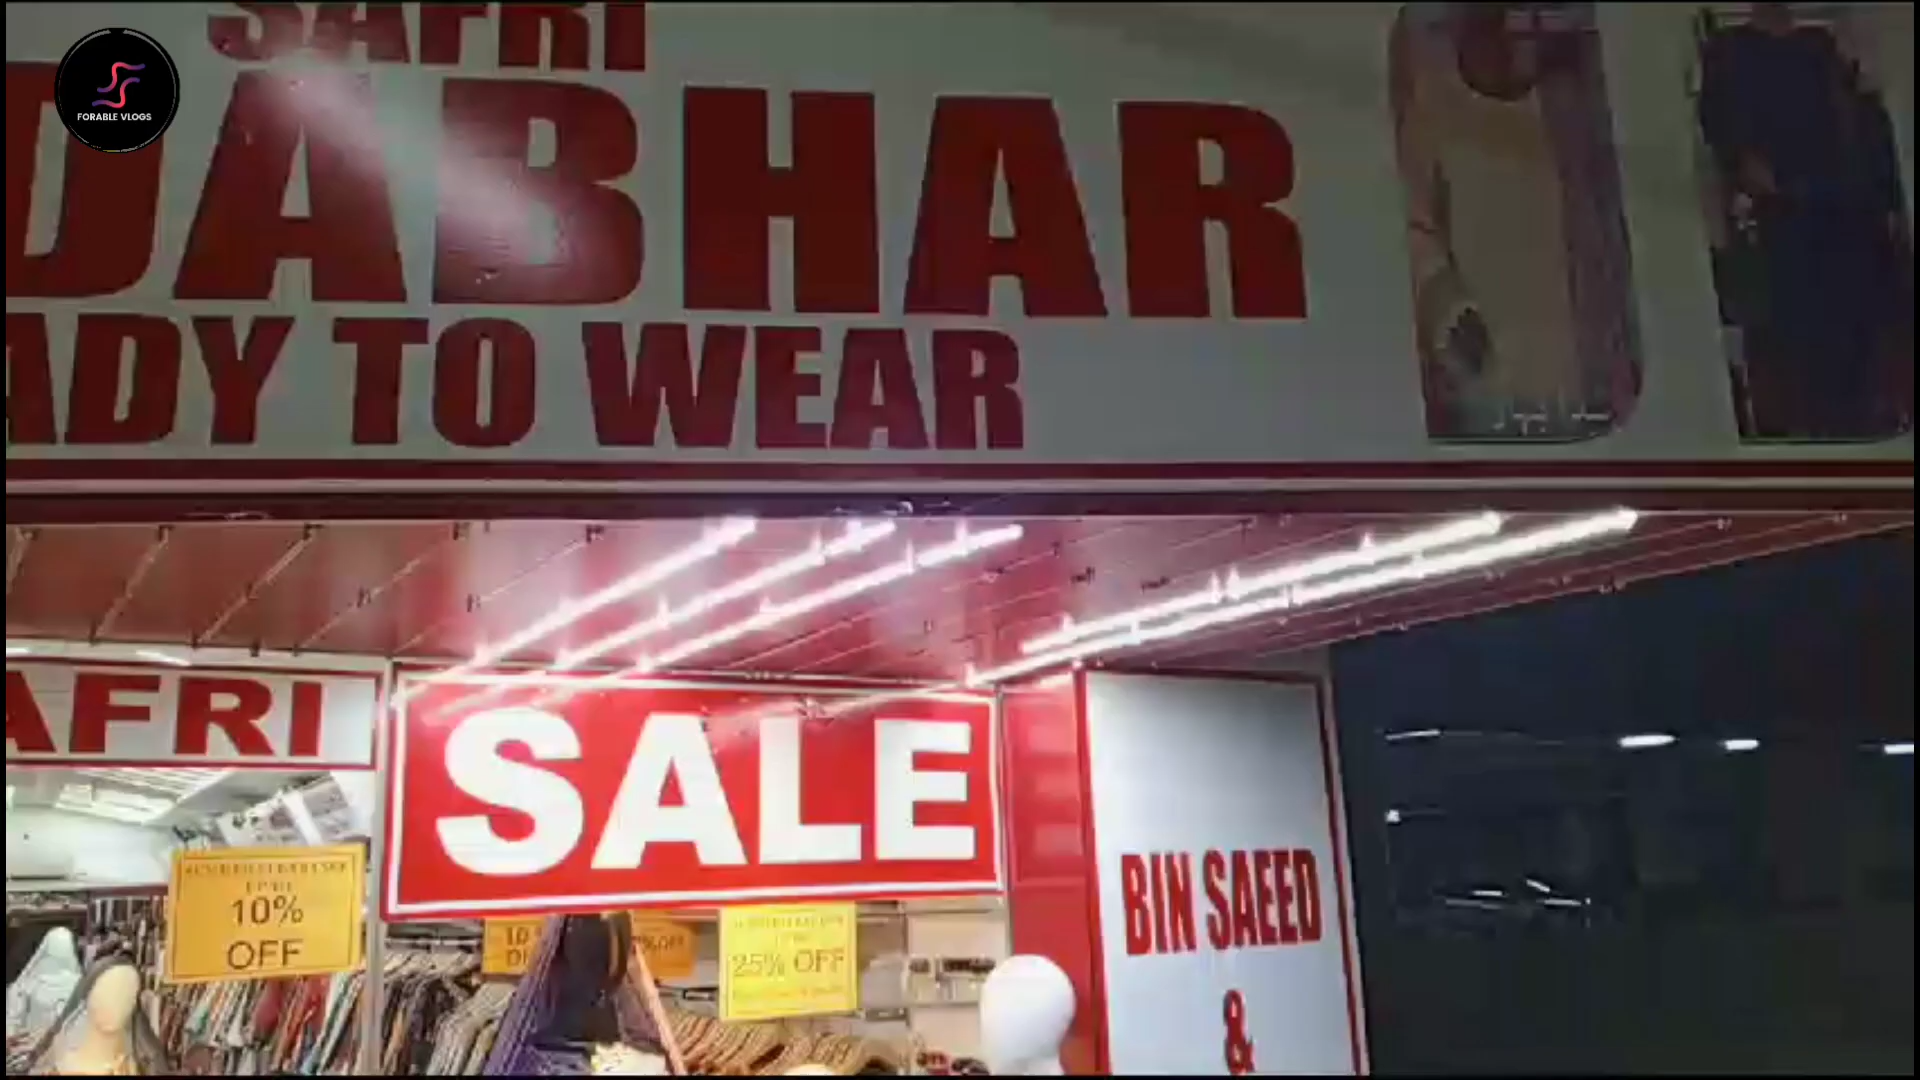 SAFRI
DABHAR
ADY TO WEAR
FORABLE VLOGS
AFRI
SALE
10%
OFF
25% OFF
BIN SAEED
&